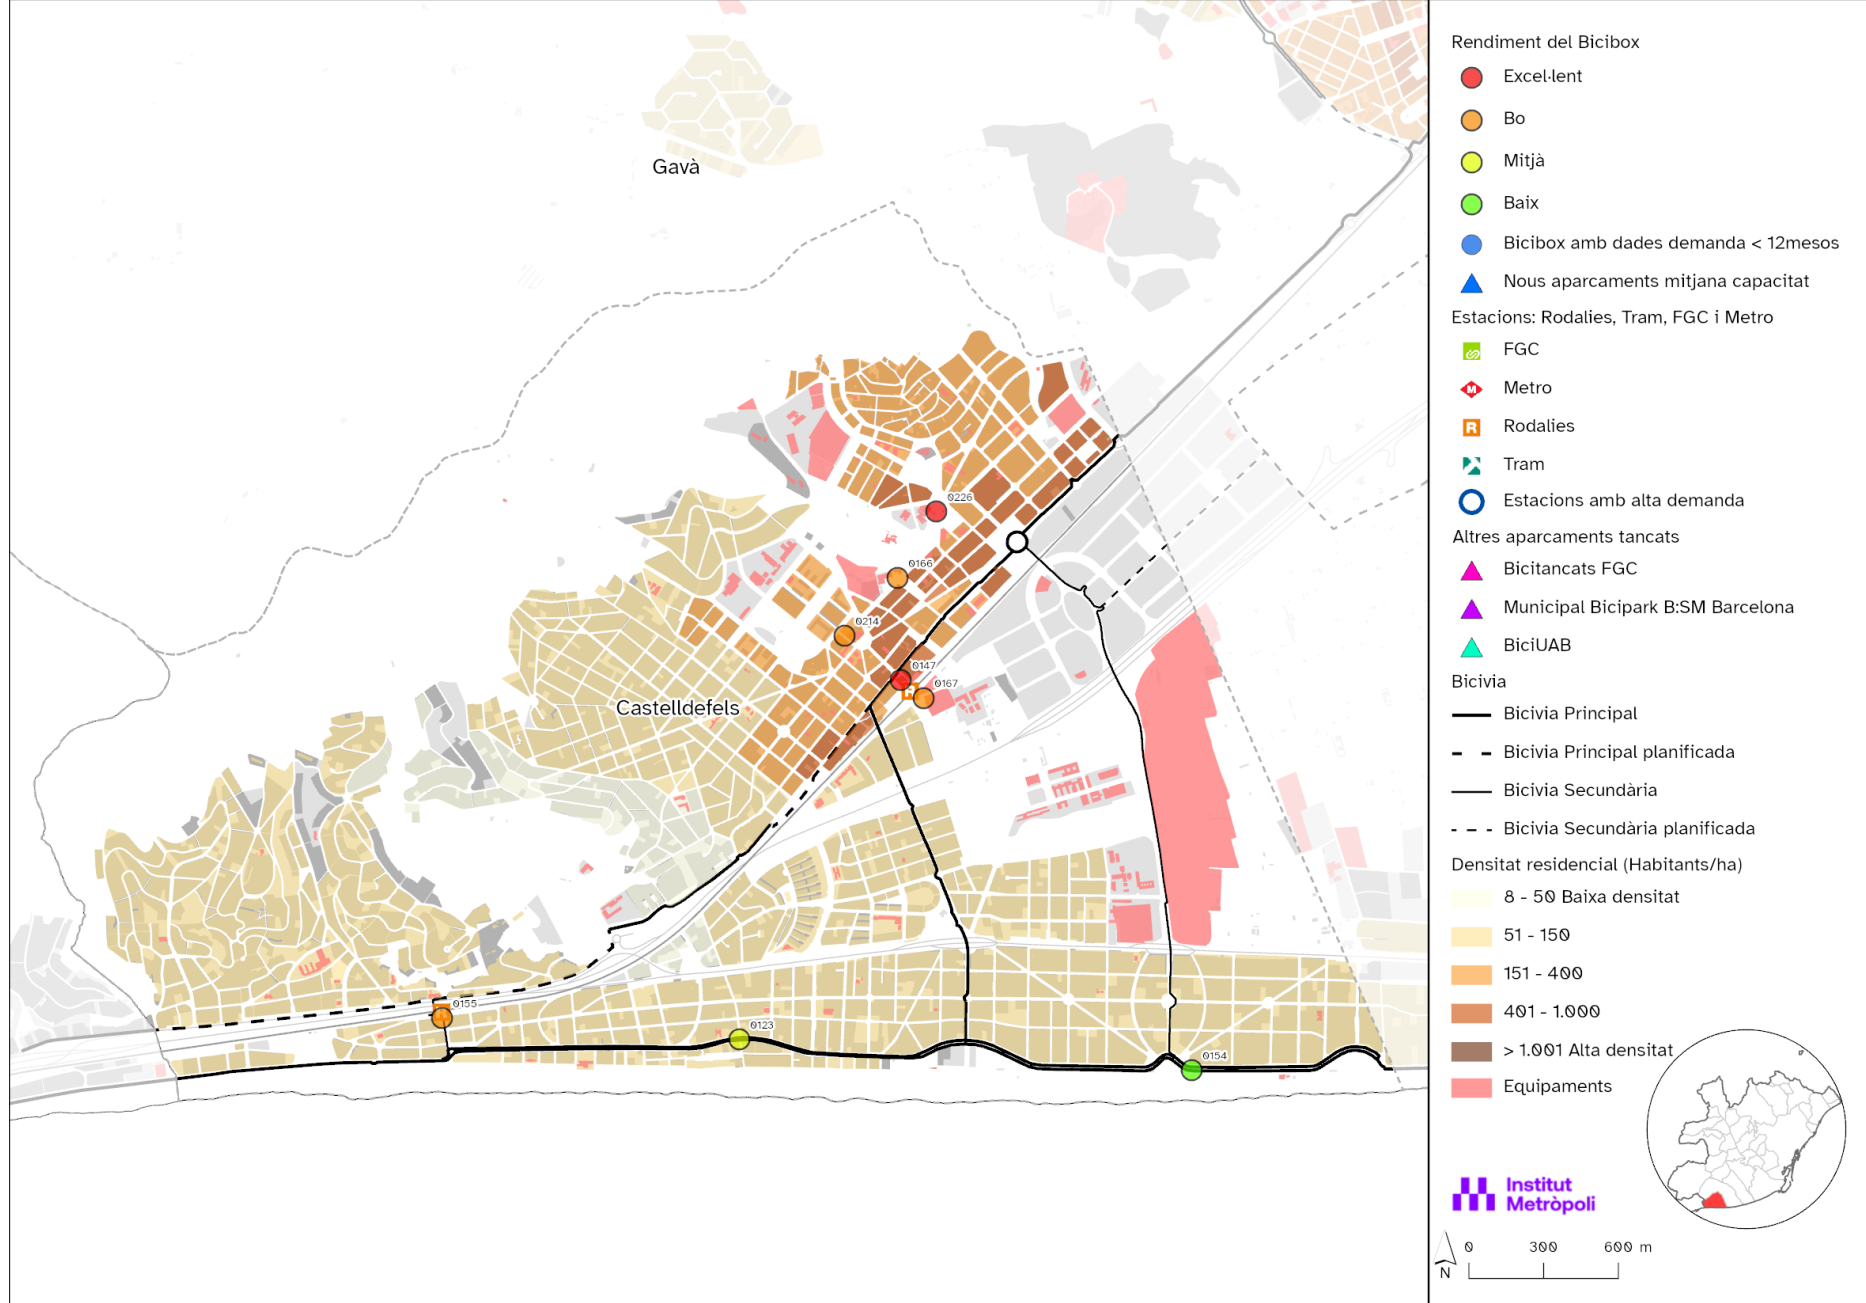 Gavà
0226
0166
0214
0147
0167
Castelldefels
0155
0123
0154
Rendiment del Bicibox
Excel·lent
Bo
Mitjà
Baix
Bicibox amb dades demanda < 12mesos
Nous aparcaments mitjana capacitat
Estacions: Rodalies, Tram, FGC i Metro
FGC
M
Metro
R
Rodalies
Tram
Estacions amb alta demanda
Altres aparcaments tancats
Bicitancats FGC
Municipal Bicipark B:SM Barcelona
BiciUAB
Bicivia
Bicivia Principal
Bicivia Principal planificada
Bicivia Secundària
Bicivia Secundària planificada
Densitat residencial (Habitants/ha)
8 - 50 Baixa densitat
51 - 150
151 - 400
401 - 1.000
> 1.001 Alta densitat
Equipaments
Institut
Metròpoli
N
0 300 600 m